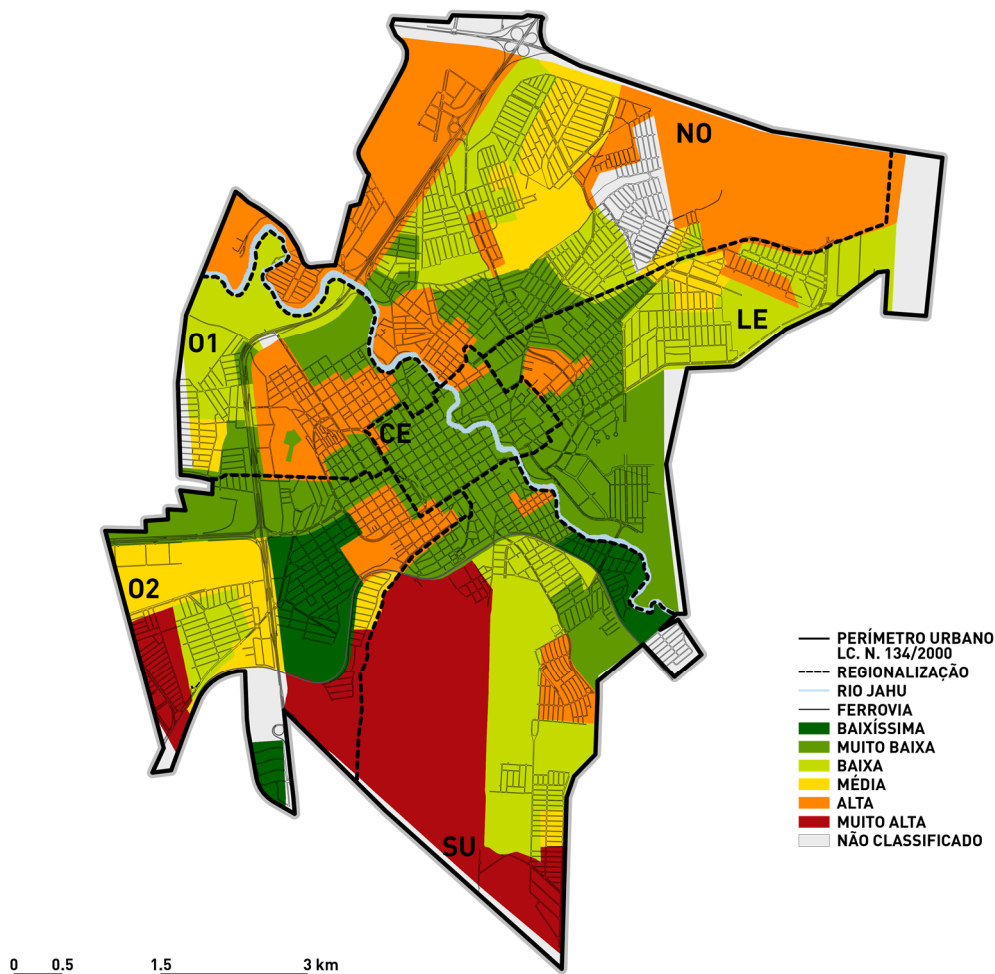 NO
O1
LE
CE
O2
SU
PERÍMETRO URBANO
LC. N. 134/2000
REGIONALIZAÇÃO
RIO JAHU
FERROVIA
BAIXÍSSIMA
MUITO BAIXA
BAIXA
MÉDIA
ALTA
MUITO ALTA
NÃO CLASSIFICADO
0 0.5 1.5 3 km